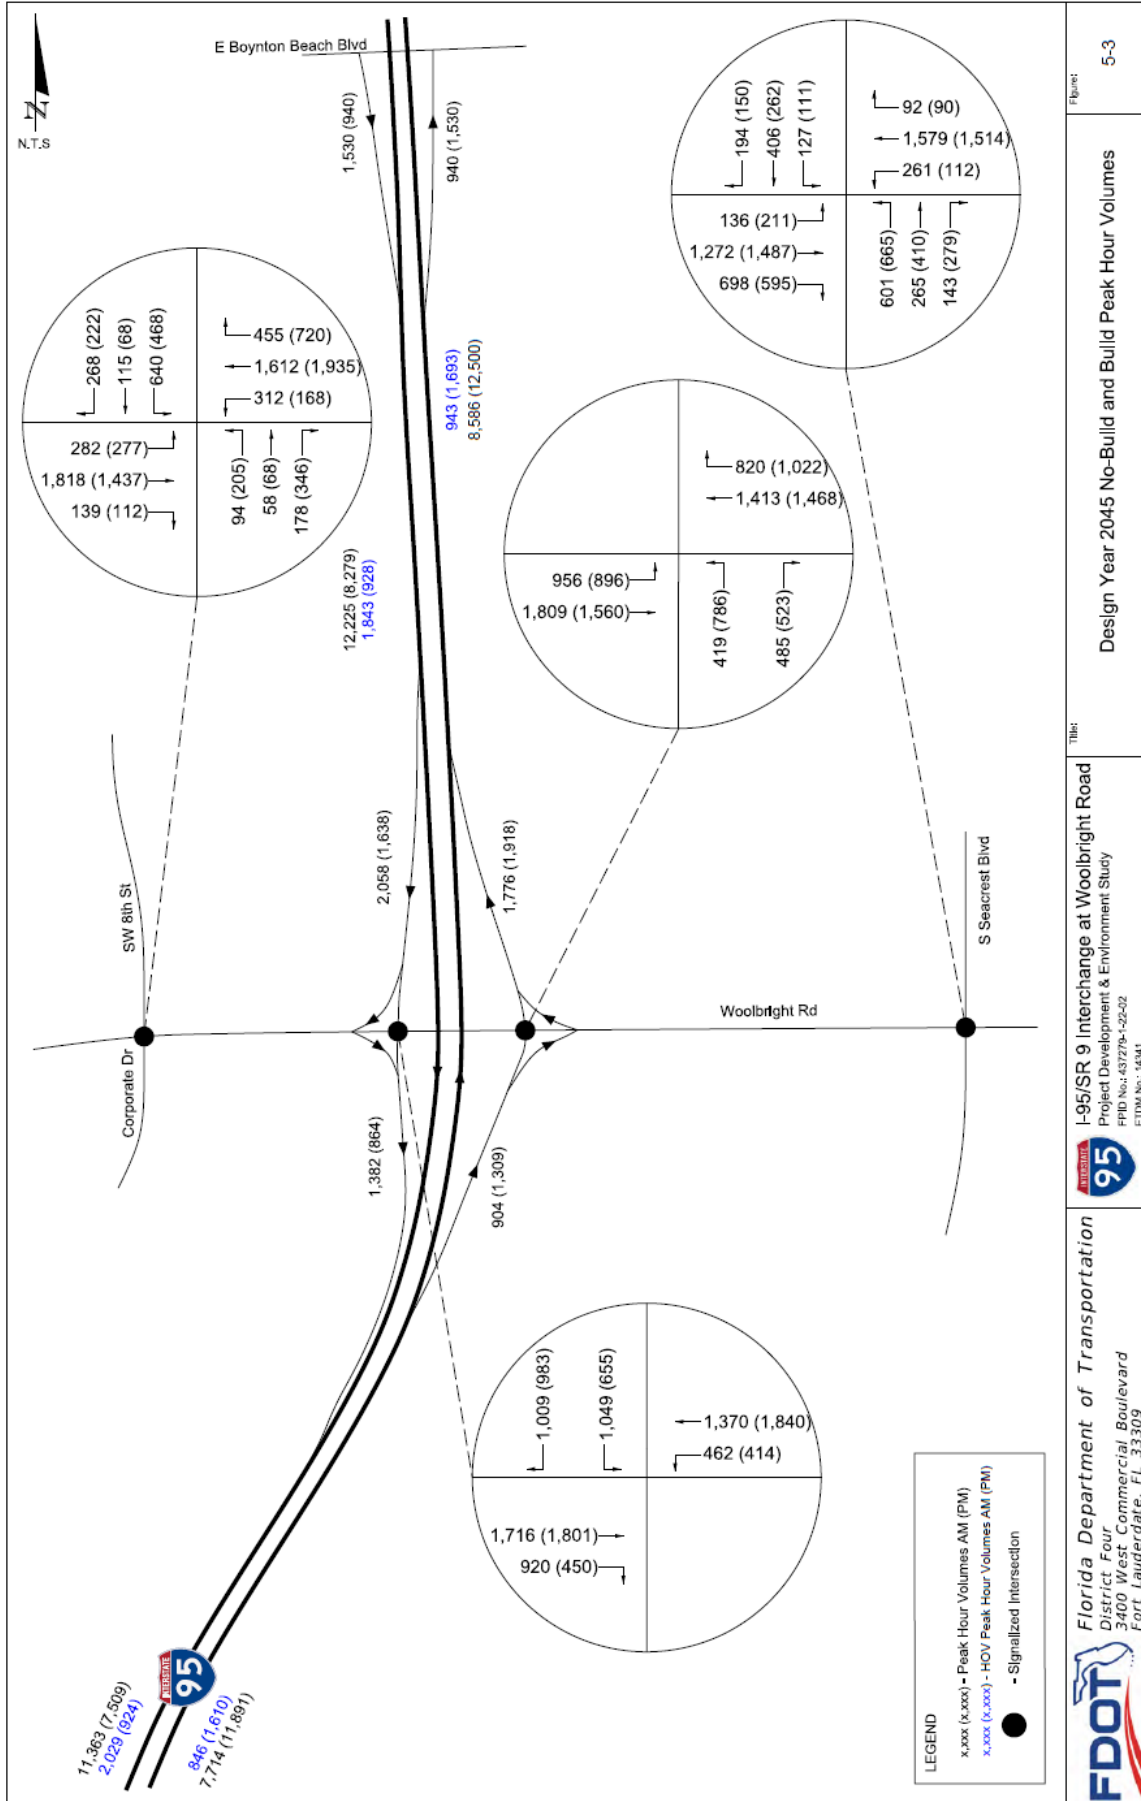 N.T.S
N
E Boynton Beach Blvd
1,530 (940)
940 (1,530)
194 (150)
406 (262)
127 (111)
136 (211)
1,272 (1,487)
698 (595)
92 (90)
1,579 (1,514)
261 (112)
601 (665)
265 (410)
143 (279)
268 (222)
115 (68)
640 (468)
282 (277)
1,818 (1,437)
139 (112)
455 (720)
1,612 (1,935)
312 (168)
94 (205)
58 (68)
178 (346)
943 (1,693)
8,586 (12,500)
12,225 (8,279)
1,843 (928)
820 (1,022)
1,413 (1,468)
956 (896)
1,809 (1,560)
419 (786)
485 (523)
SW 8th St
Corporate Dr
2,058 (1,638)
1,776 (1,918)
Woolbright Rd
S Seacrest Blvd
1,382 (864)
904 (1,309)
1,009 (983)
1,049 (655)
1,370 (1,840)
462 (414)
1,716 (1,801)
920 (450)
INTERSTATE
95
11,363 (7,509)
2,029 (924)
846 (1,610)
7,714 (11,891)
LEGEND
x,xxx (x,xxx) - Peak Hour Volumes AM (PM)
x,xxx (x,xxx) - HOV Peak Hour Volumes AM (PM)
- Signalized Intersection
FDOT
Florida Department of Transportation
District Four
3400 West Commercial Boulevard
Fort Lauderdale, FL 33309
INTERSTATE
95
I-95/SR 9 Interchange at Woolbright Road
Project Development & Environment Study
FPID No.: 437279-1-22-02
ETDM No.: 14341
Title:
Design Year 2045 No-Build and Build Peak Hour Volumes
Figure:
5-3